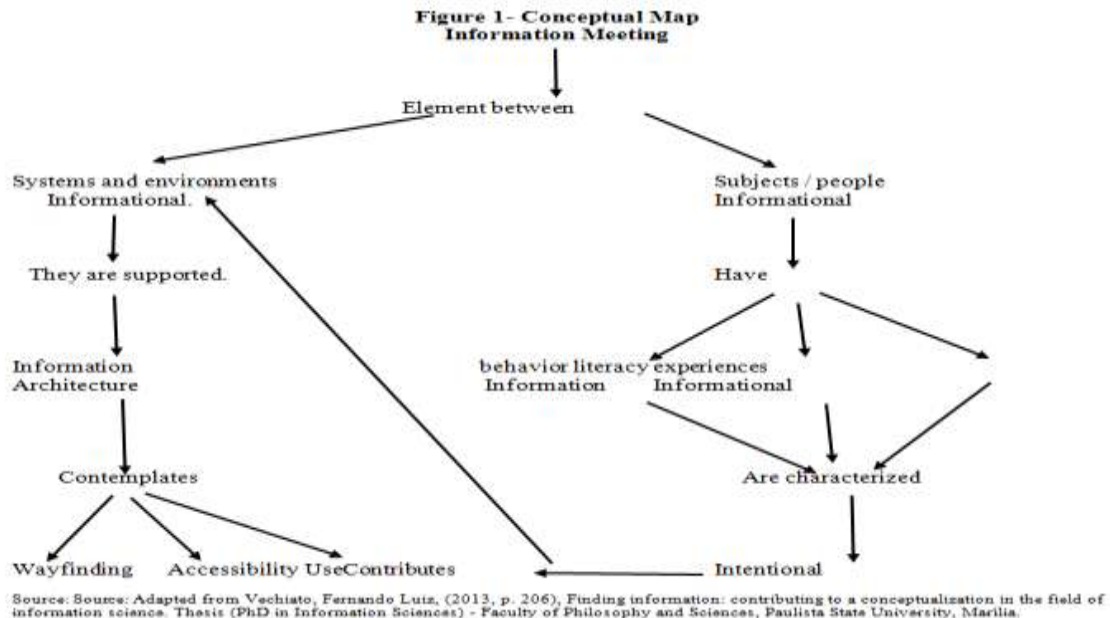 Figure 1- Conceptual Map
Information Meeting
Element between
Systems and environments
Informational.
Subjects / people
Informational
They are supported.
Have
Information
Architecture
behavior literacy experiences
Information Informational
Contemplates
Are characterized
Wayfinding Accessibility UseContributes
Intentional
Source: Source: Adapted from Vechiato, Fernando Luiz, (2013, p. 206), Finding information: contributing to a conceptualization in the field of
information science. Thesis (PhD in Information Sciences) - Faculty of Philosophy and Sciences, Paulista State University, Marilia.